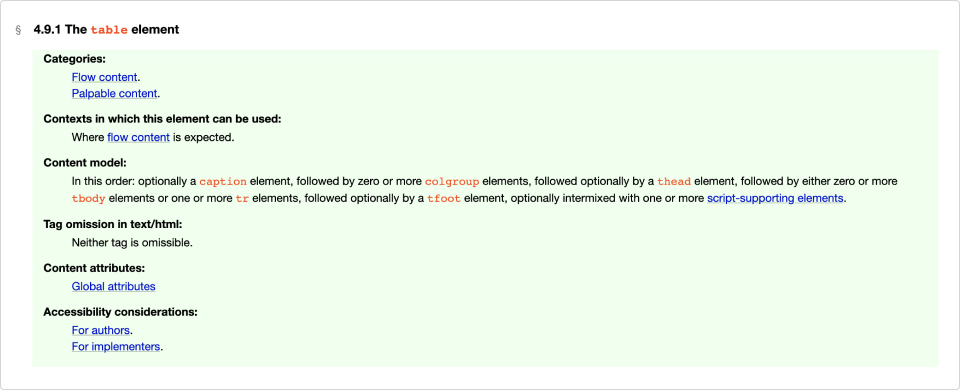 § 4.9.1 The table element
Categories:
Flow content.
Palpable content.
Contexts in which this element can be used:
Where flow content is expected.
Content model:
In this order: optionally a caption element, followed by zero or more colgroup elements, followed optionally by a thead element, followed by either zero or more
tbody elements or one or more tr elements, followed optionally by a tfoot element, optionally intermixed with one or more script-supporting elements.
Tag omission in text/html:
Neither tag is omissible.
Content attributes:
Global attributes
Accessibility considerations:
For authors.
For implementers.